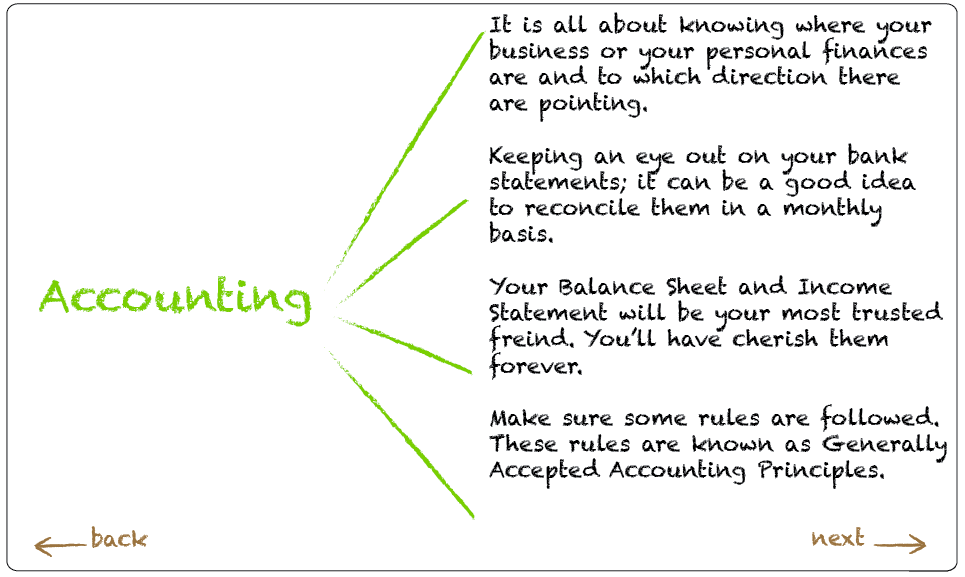 It is all about knowing where your
business or your personal finances
are and to which direction there
are pointing.
Keeping an eye out on your bank
statements; it can be a good idea
to reconcile them in a monthly
basis.
Accounting
Your Balance Sheet and Income
Statement will be your most trusted
freind. You'll have cherish them
forever.
Make sure some rules are followed.
These rules are known as Generally
Accepted Accounting Principles.
back
next